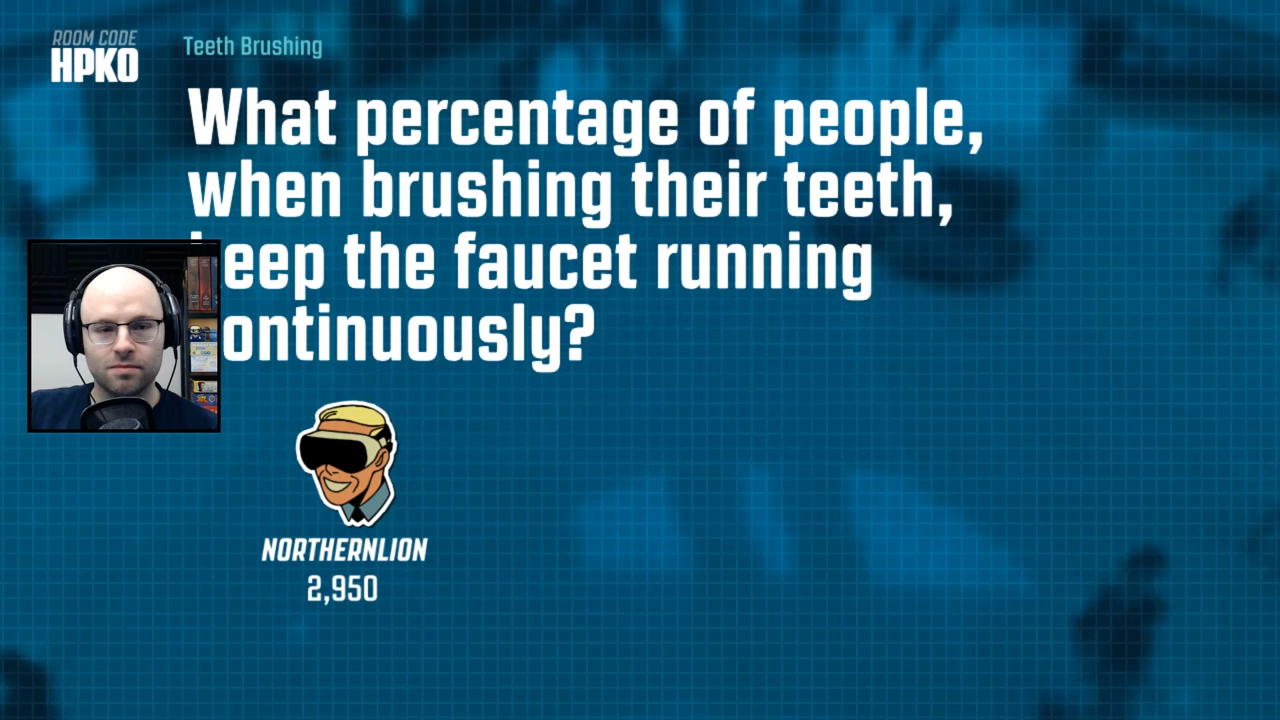 ROOM CODE
HPKO
Teeth Brushing
What percentage of people,
when brushing their teeth,
eep the faucet running
ontinuously?
NORTHERNLION
2,950